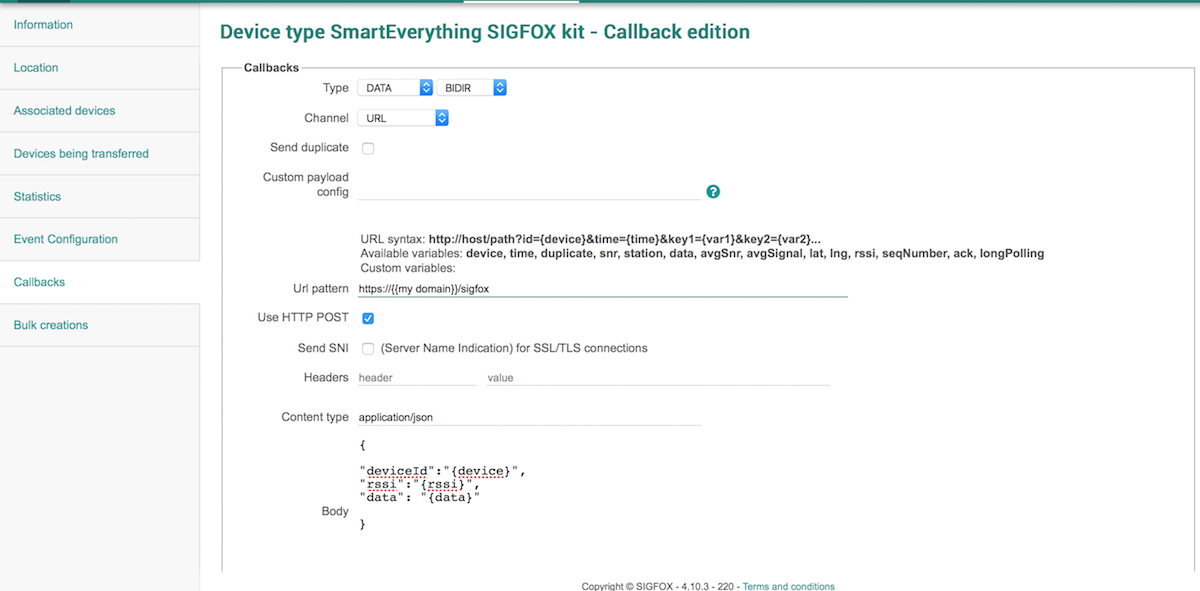 Information
Location
Associated devices
Devices being transferred
Statistics
Event Configuration
Callbacks
Bulk creations
Device type SmartEverything SIGFOX kit - Callback edition
Callbacks
Type DATA BIDIR
Channel URL
Send duplicate
Custom payload
config ?
URL syntax: http://host/path?id={device}&time={time}&key1={var1}&key2={var2}...
Available variables: device, time, duplicate, snr, station, data, avgSnr, avgSignal, lat, lng, rssi, seqNumber, ack, longPolling
Custom variables:
Url pattern https://{{my domain}}/sigfox
Use HTTP POST
Send SNI (Server Name Indication) for SSL/TLS connections
Headers header value
Content type application/json
{
"deviceId":"{device}",
"rssi":"{rssi}",
"data": "{data}"
Body
}
Copyright © SIGFOX - 4.10.3 - 220 - Terms and conditions